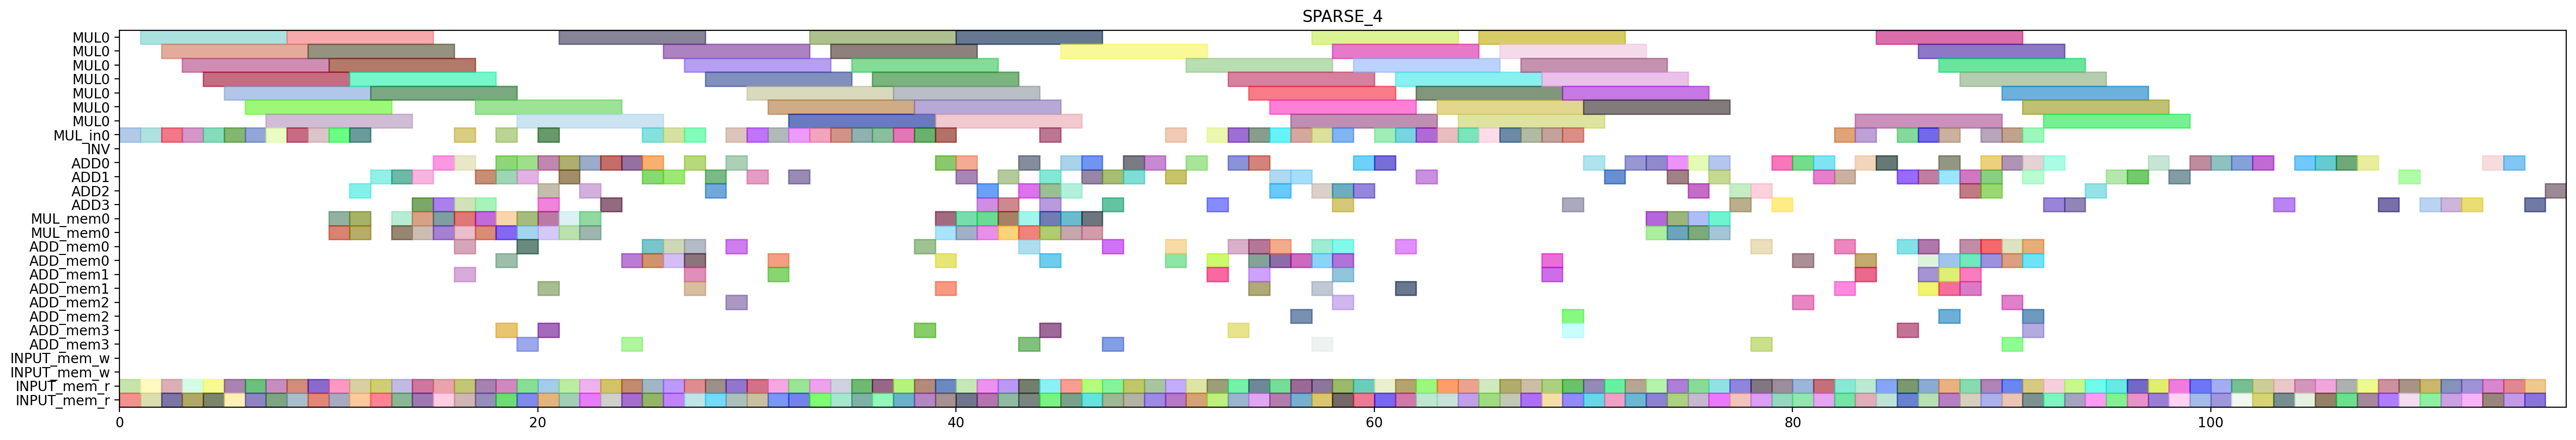 SPARSE_4
MUL0
MUL0
MUL0
MUL0
MUL0
MUL0
MUL0
MUL_in0
INV
ADD0
ADD1
ADD2
ADD3
MUL_mem0
MUL_mem0
ADD_mem0
ADD_mem0
ADD_mem1
ADD_mem1
ADD_mem2
ADD_mem2
ADD_mem3
ADD_mem3
INPUT_mem_w
INPUT_mem_w
INPUT_mem_r
INPUT_mem_r
0 20 40 60 80 100